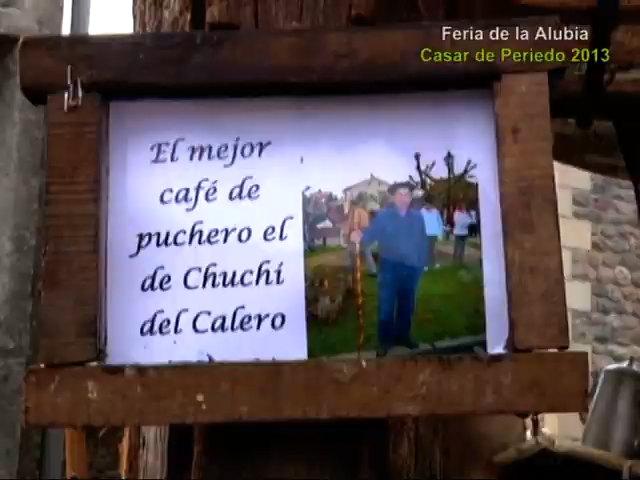 Feria de la Alubia
Casar de Periedo 2013
El mejor
café de
puchero el
de Chuchi
del Calero